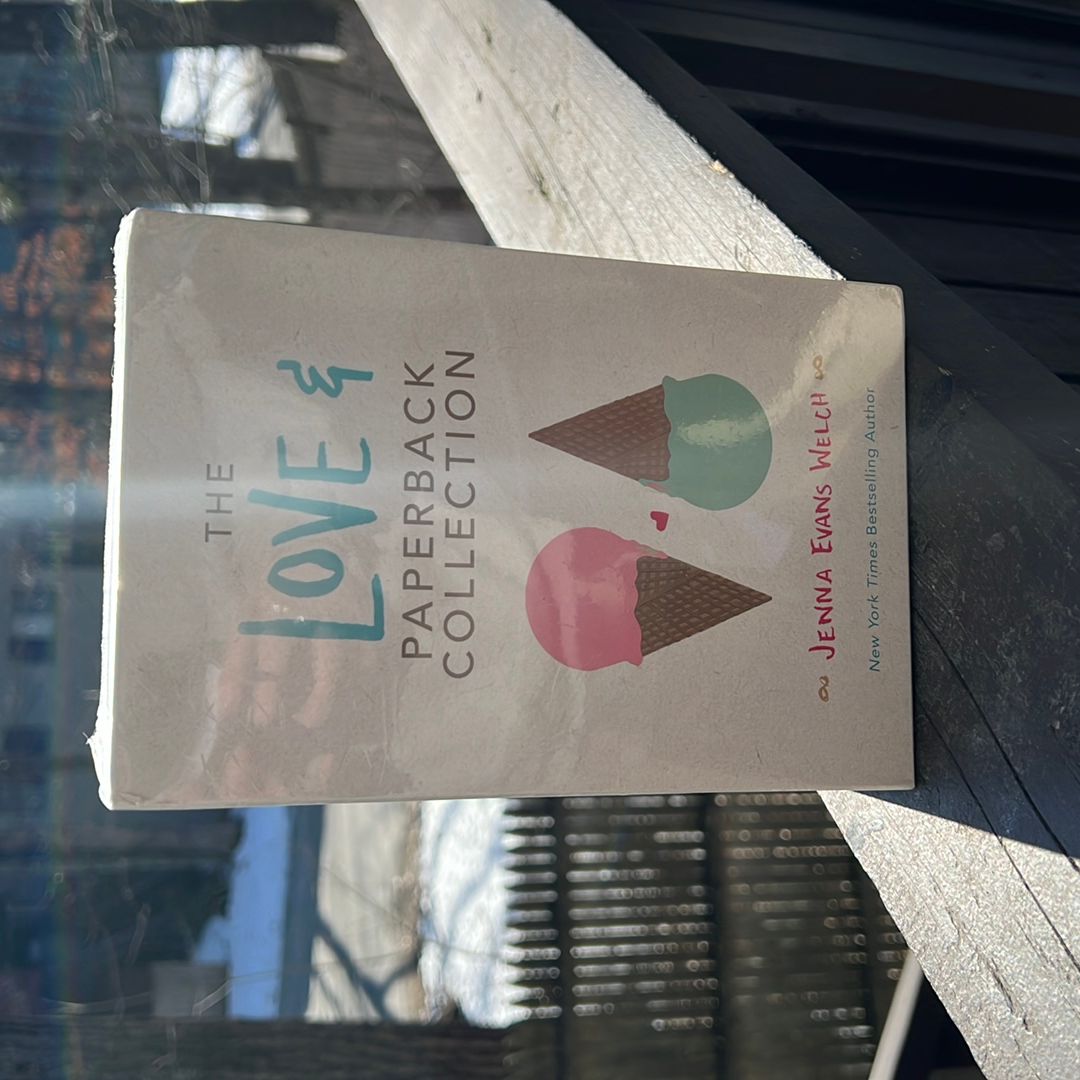 THE
LOVE &
PAPERBACK
COLLECTION
JENNA EVANS WELCH
New York Times Bestselling Author